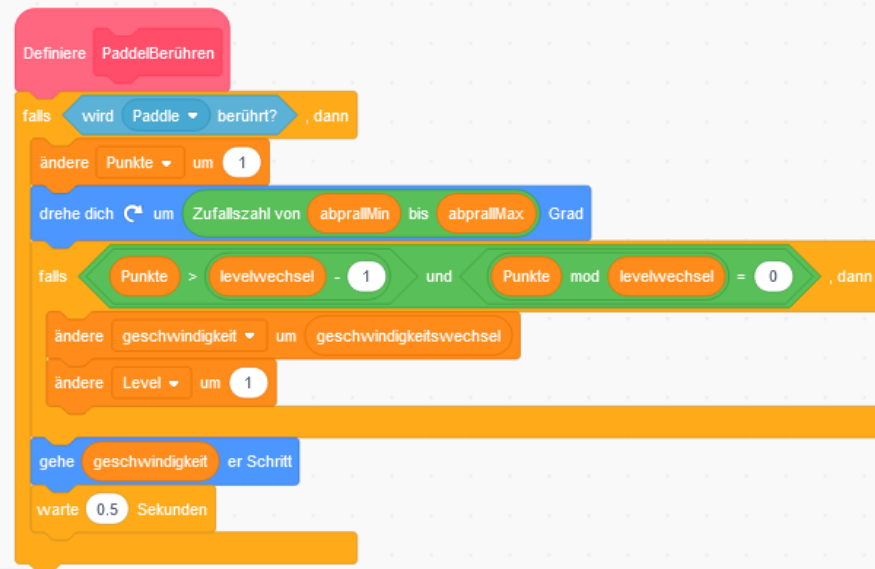 Definiere PaddelBerühren
falls wird Paddle berührt? , dann
ändere Punkte um 1
drehe dich um Zufallszahl von abprallMin bis abprallMax Grad
falls Punkte > levelwechsel - 1 und Punkte mod levelwechsel = 0 , dann
ändere geschwindigkeit um geschwindigkeitswechsel
ändere Level um 1
gehe geschwindigkeit er Schritt
warte 0.5 Sekunden